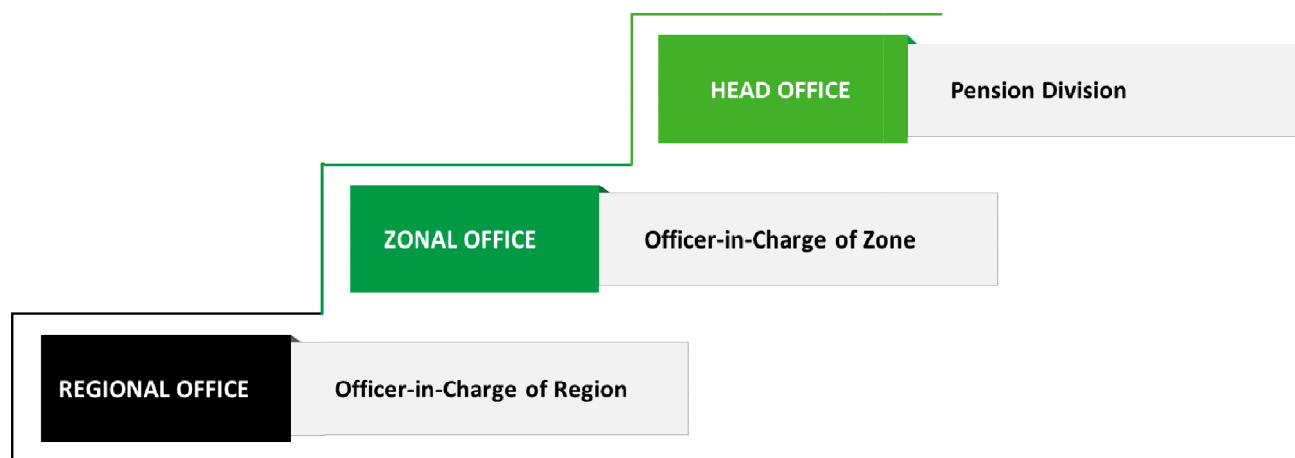 HEAD OFFICE
Pension Division
ZONAL OFFICE
Officer-in-Charge of Zone
REGIONAL OFFICE
Officer-in-Charge of Region